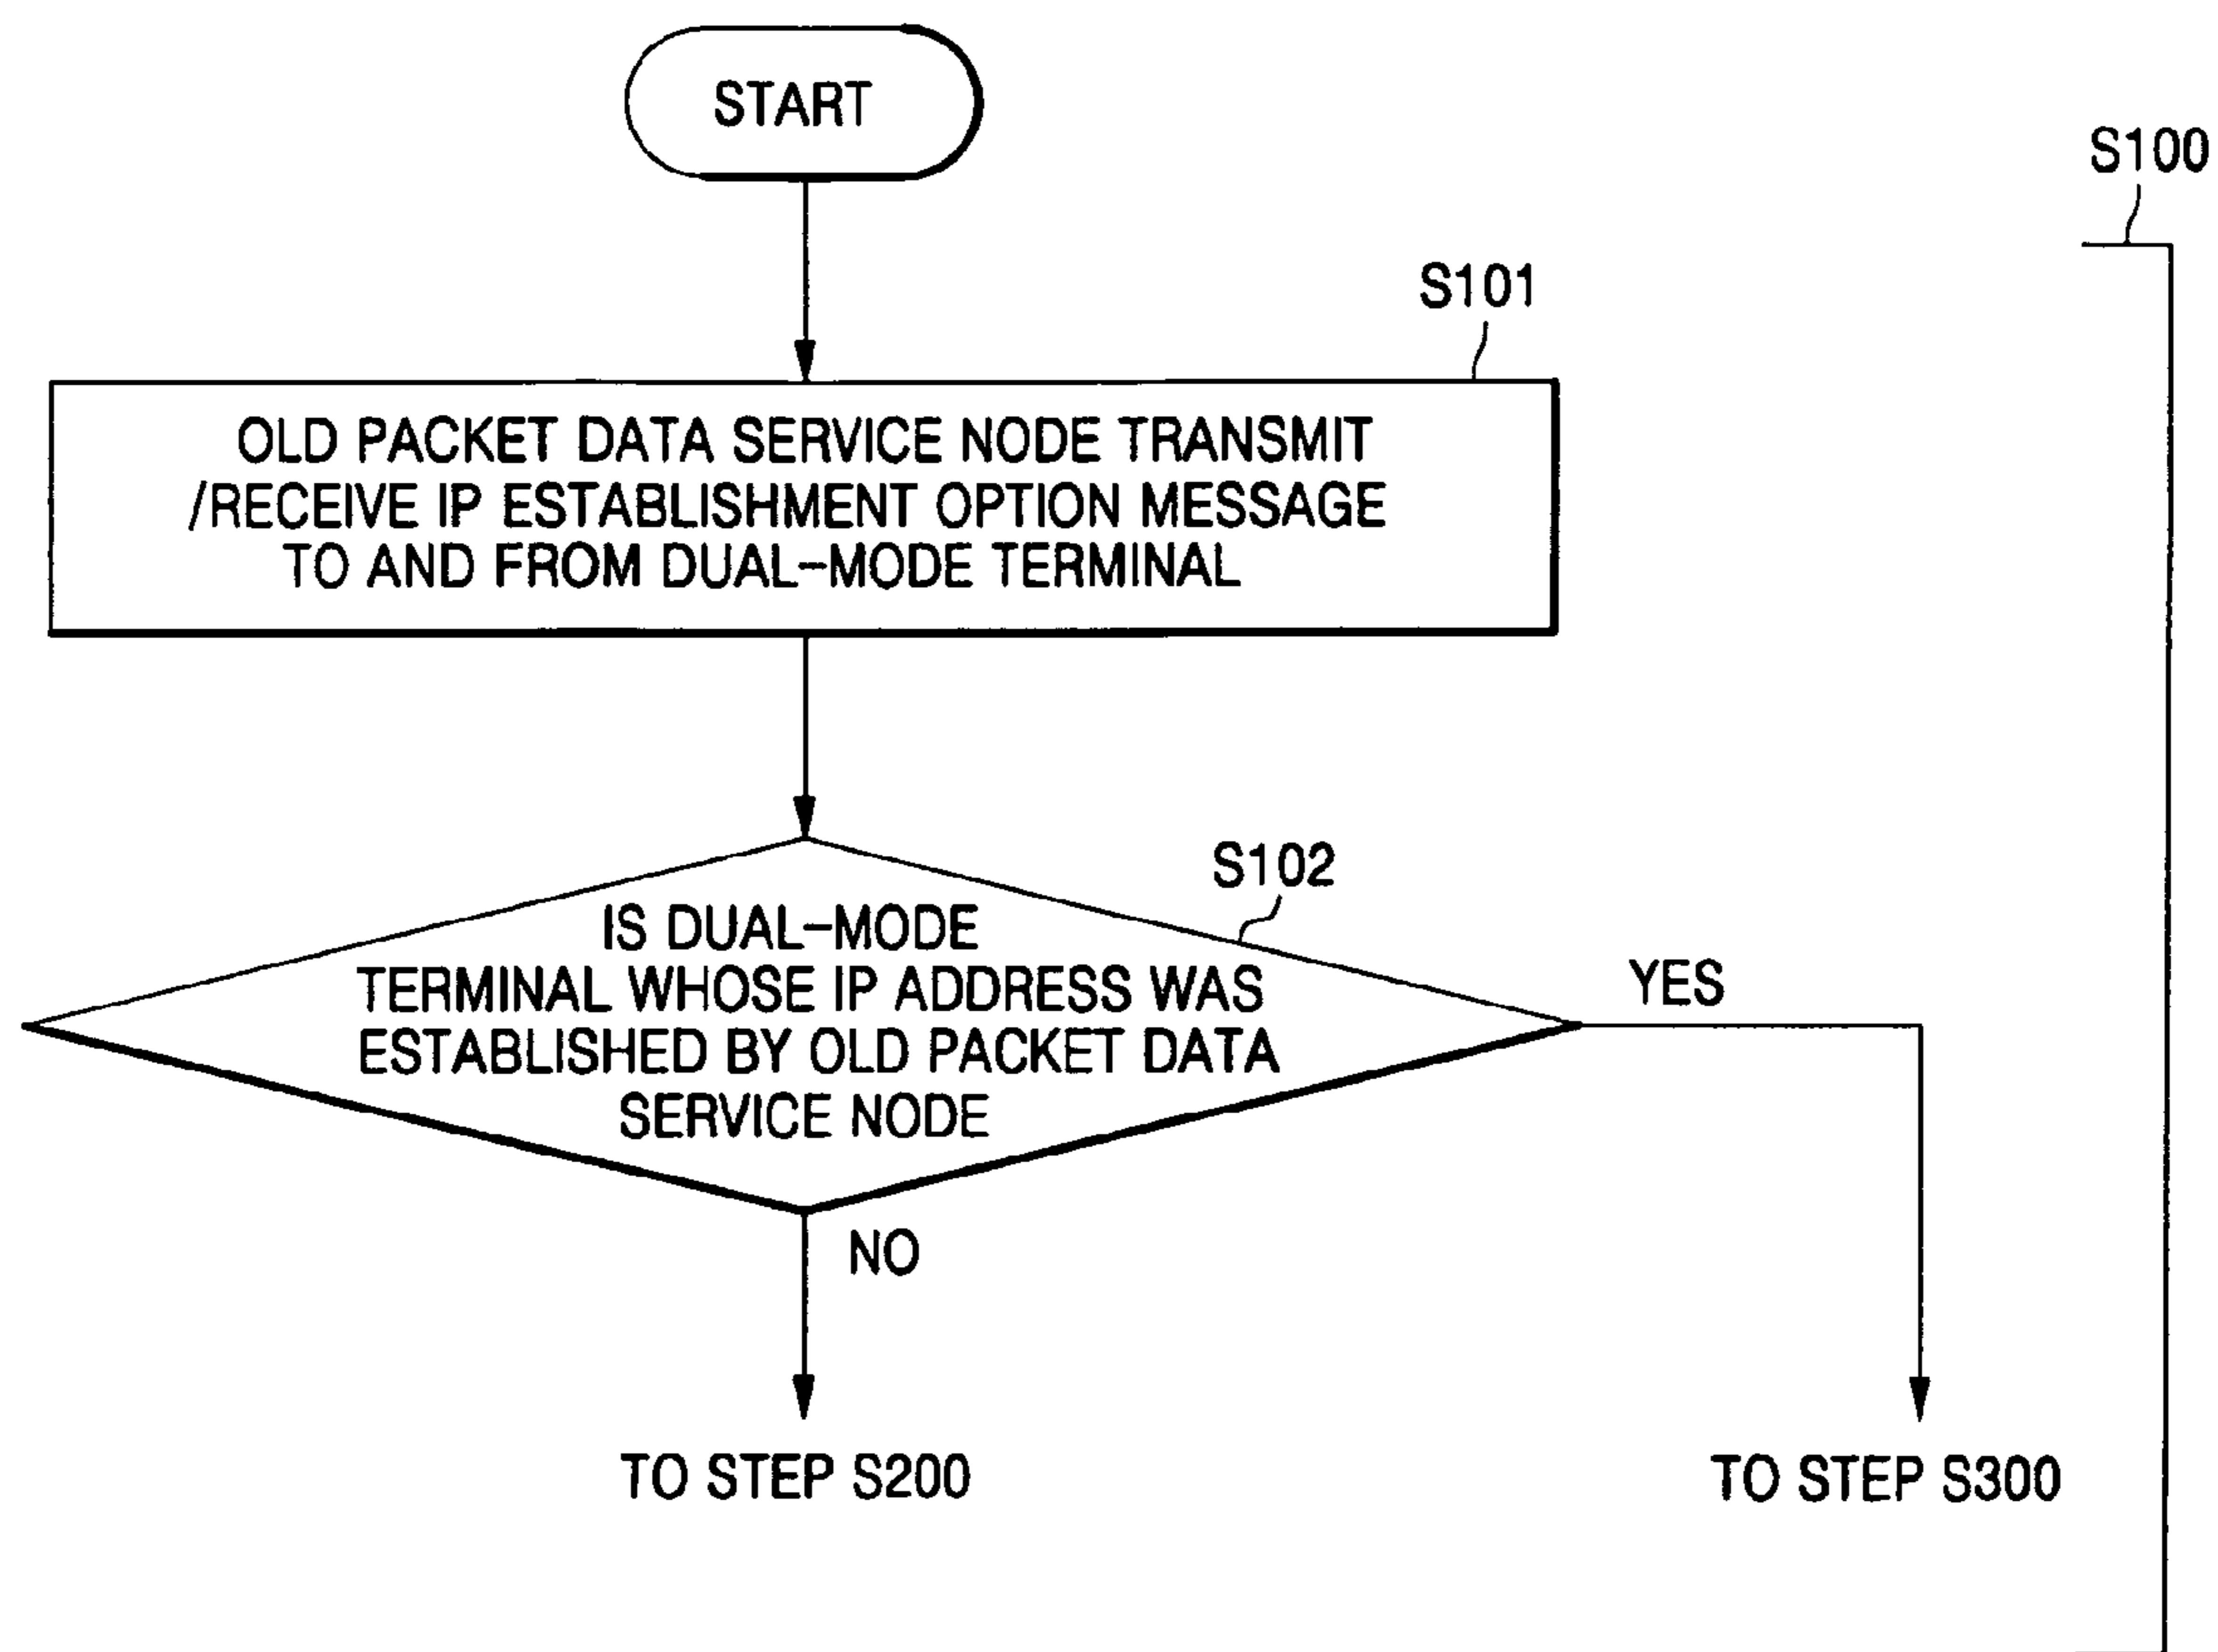 START
S100
S101
OLD PACKET DATA SERVICE NODE TRANSMIT
/RECEIVE IP ESTABLISHMENT OPTION MESSAGE
TO AND FROM DUAL-MODE TERMINAL
S102
IS DUAL-MODE
TERMINAL WHOSE IP ADDRESS WAS
ESTABLISHED BY OLD PACKET DATA
SERVICE NODE
YES
NO
TO STEP S200
TO STEP S300